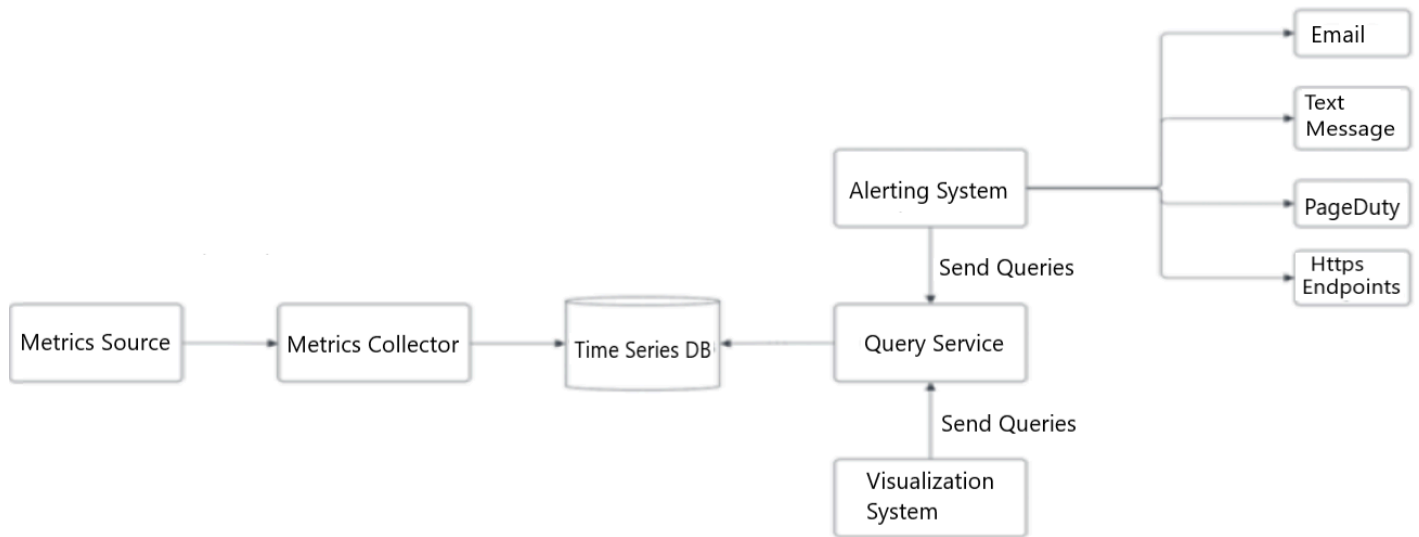 Email
Text
Message
Alerting System
PageDuty
Send Queries
Https
Endpoints
Metrics Source
Metrics Collector
Time Series DB
Query Service
Send Queries
Visualization
System